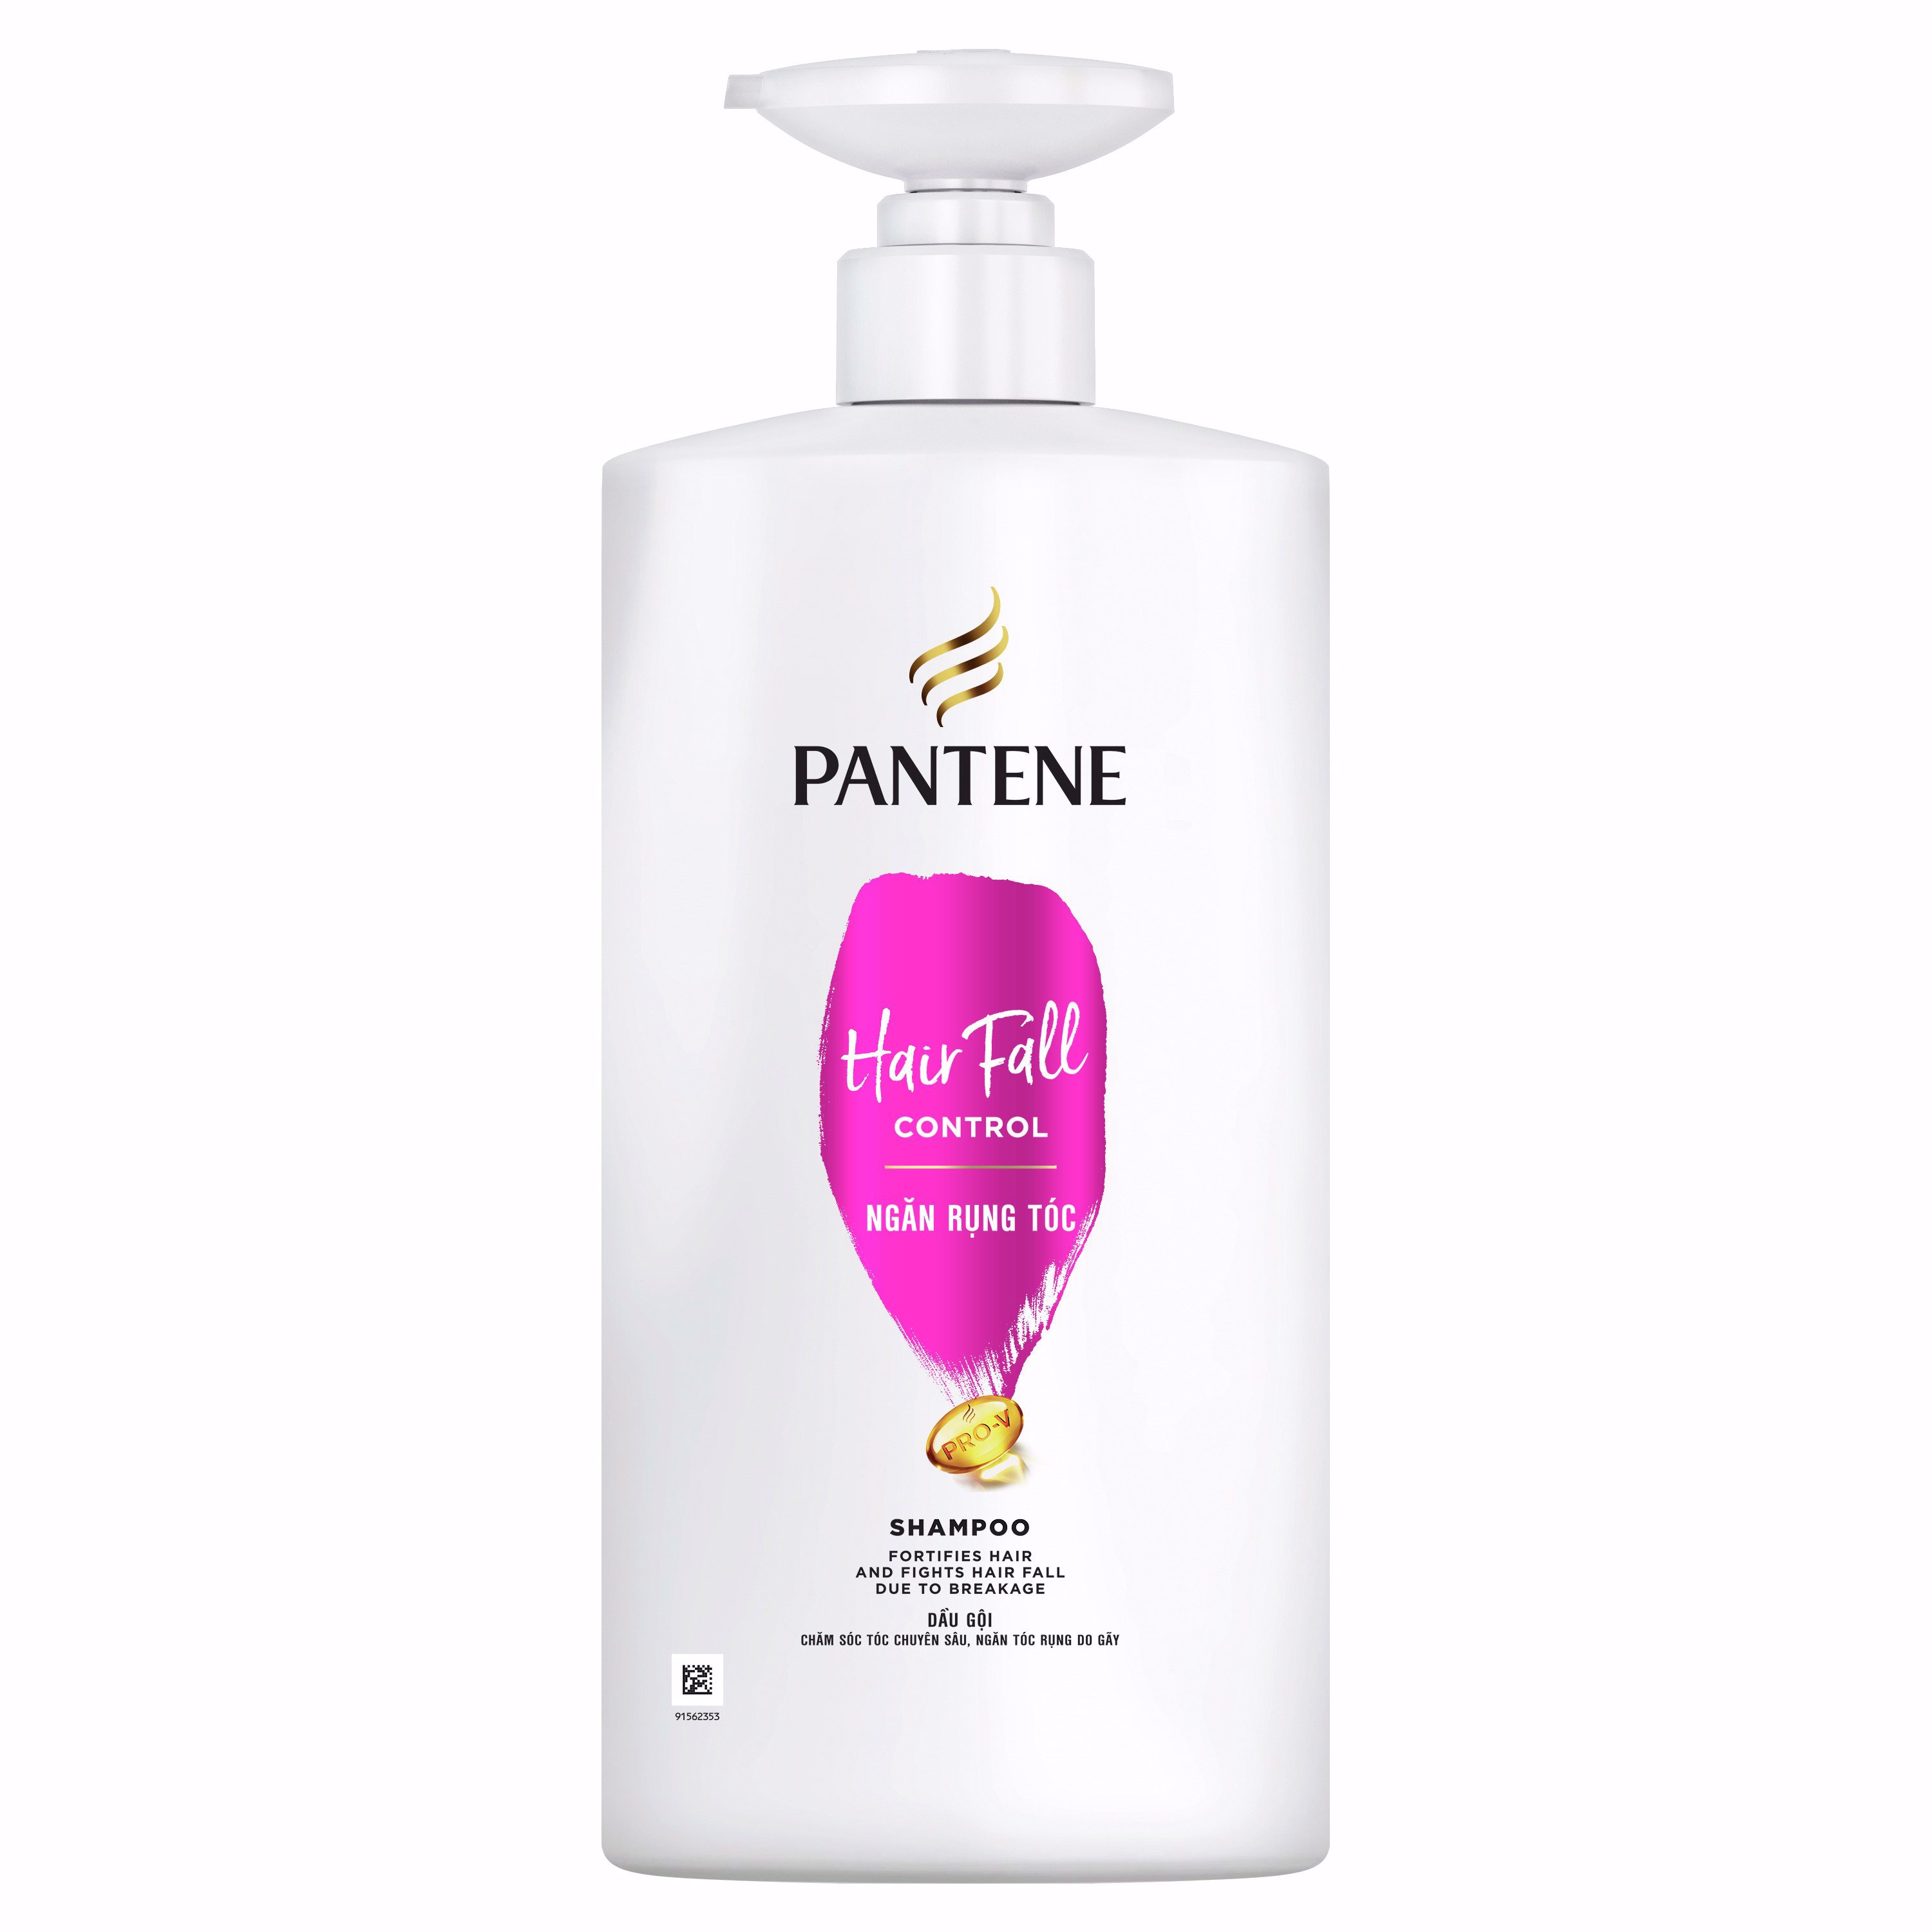 PANTENE
Hair Fall
CONTROL
NGĂN RỤNG TÓC
PRO-V
SHAMPOO
FORTIFIES HAIR
AND FIGHTS HAIR FALL
DUE TO BREAKAGE
DẦU GỘI
CHĂM SÓC TÓC CHUYÊN SÂU, NGĂN TÓC RỤNG DO GÃY
91562353